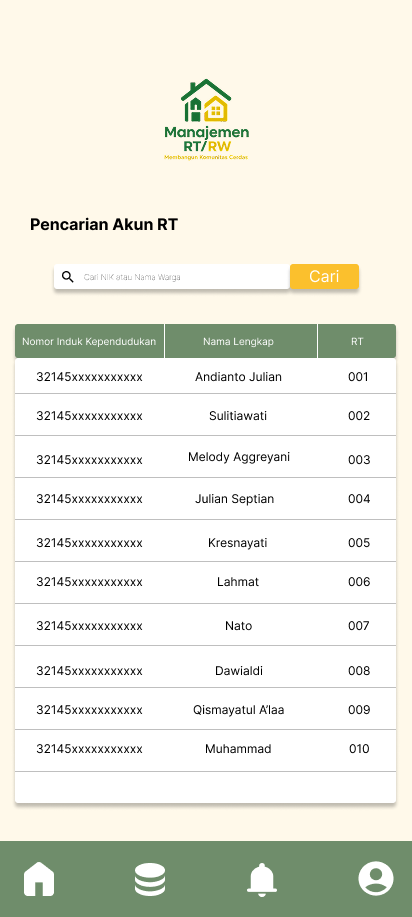 Manajemen
RT/RW
Membangun Komunitas Cerdas
Pencarian Akun RT
Cari NIK atau Nama Warga
Cari
Nomor Induk Kependudukan Nama Lengkap RT
32145xxxxxxxxxxx Andianto Julian 001
32145xxxxxxxxxxx Sulitiawati 002
32145xxxxxxxxxxx Melody Aggreyani 003
32145xxxxxxxxxxx Julian Septian 004
32145xxxxxxxxxxx Kresnayati 005
32145xxxxxxxxxxx Lahmat 006
32145xxxxxxxxxxx Nato 007
32145xxxxxxxxxxx Dawialdi 008
32145xxxxxxxxxxx Qismayatul A'laa 009
32145xxxxxxxxxxx Muhammad 010